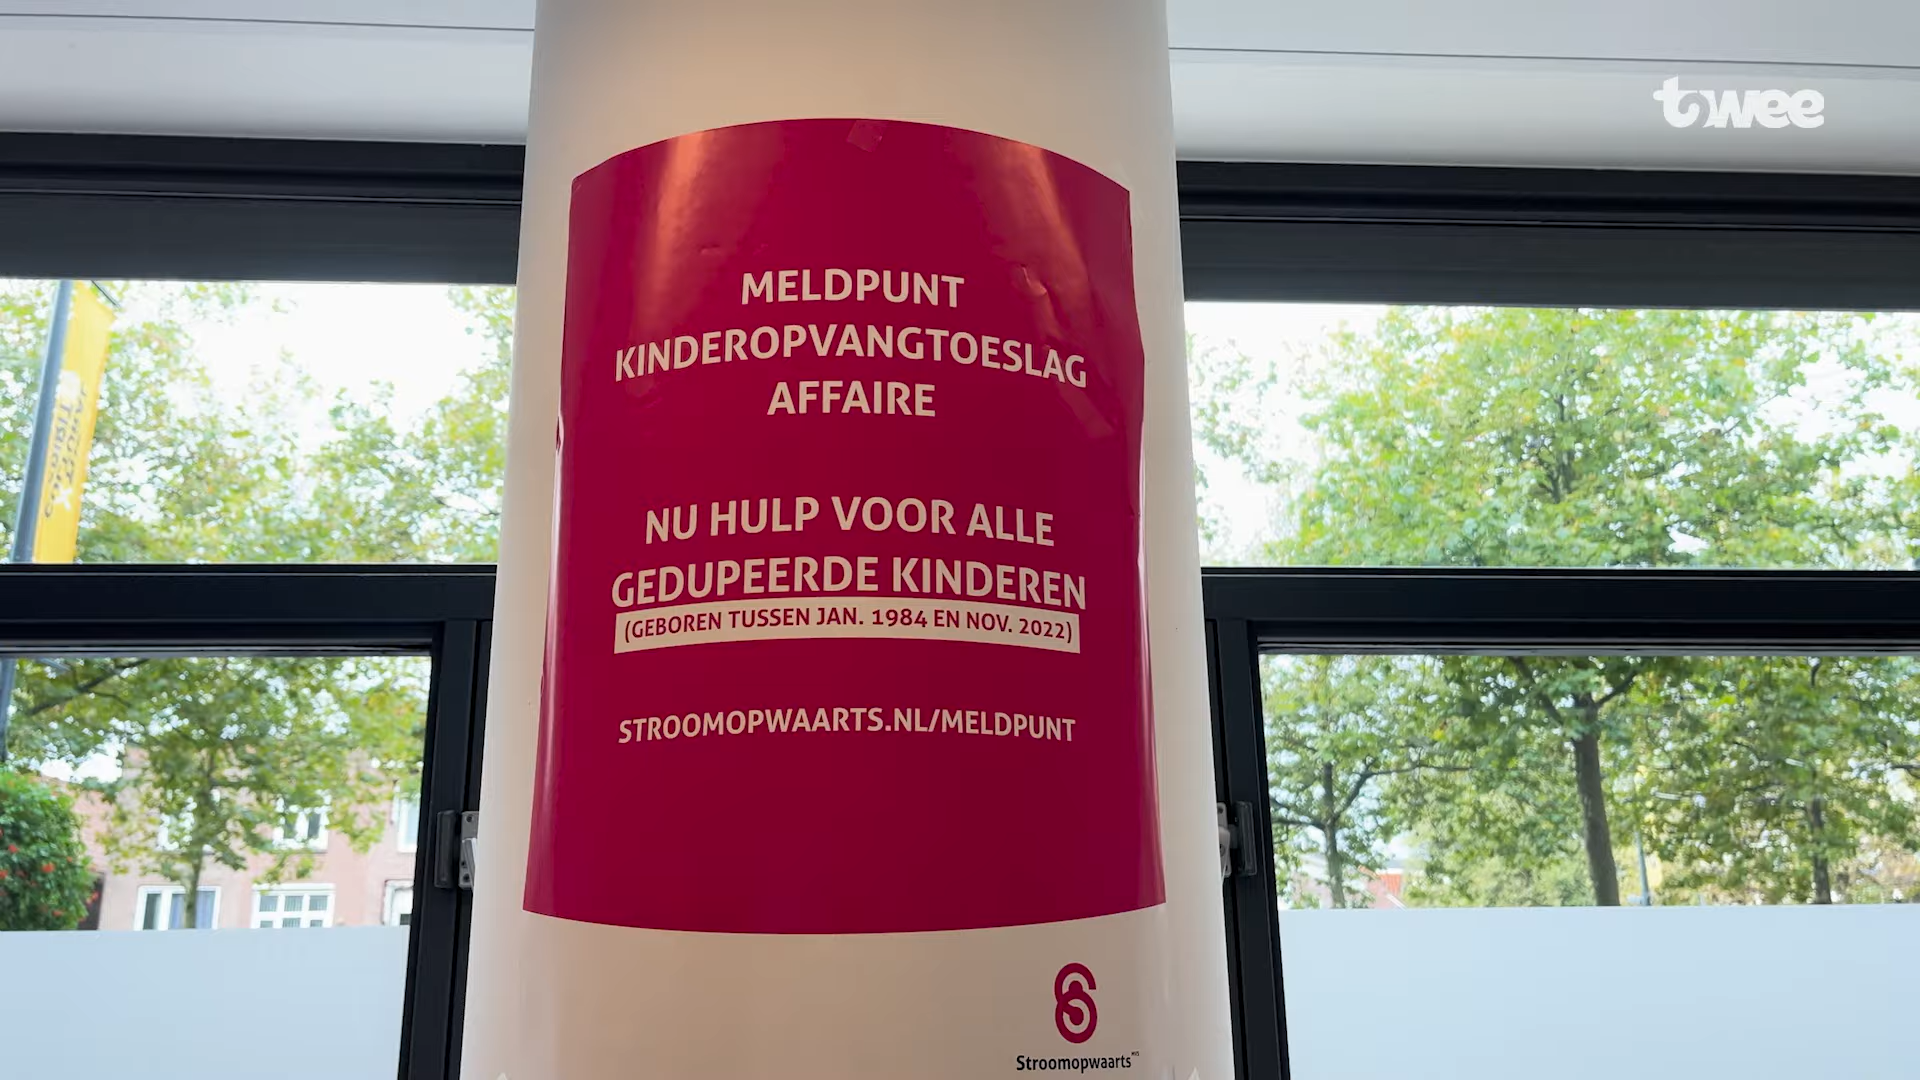 twee
MELDPUNT
KINDEROPVANGTOESLAG
AFFAIRE
NU HULP VOOR ALLE
GEDUPEERDE KINDEREN
(GEBOREN TUSSEN JAN. 1984 EN NOV. 2022)
STROOMOPWAARTS.NL/MELDPUNT
Stroomopwaarts